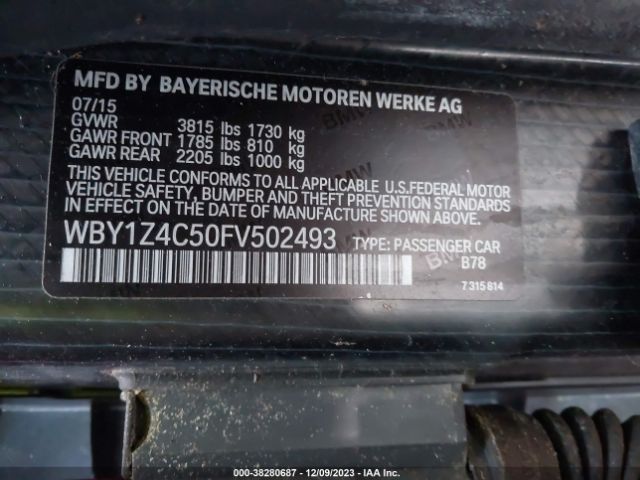 MFD BY BAYERISCHE MOTOREN WERKE AG
07/15
GVWR 3815 lbs 1730 kg
GAWR FRONT 1785 lbs 810 kg
GAWR REAR 2205 lbs 1000 kg
THIS VEHICLE CONFORMS TO ALL APPLICABLE U.S.FEDERAL MOTOR
VEHICLE SAFETY, BUMPER AND THEFT PREVENTION STANDARDS
IN EFFECT ON THE DATE OF MANUFACTURE SHOWN ABOVE.
WBY1Z4C50FV502493 TYPE: PASSENGER CAR
B78
7 315 814
000-38280687 - 12/09/2023 - IAA Inc.